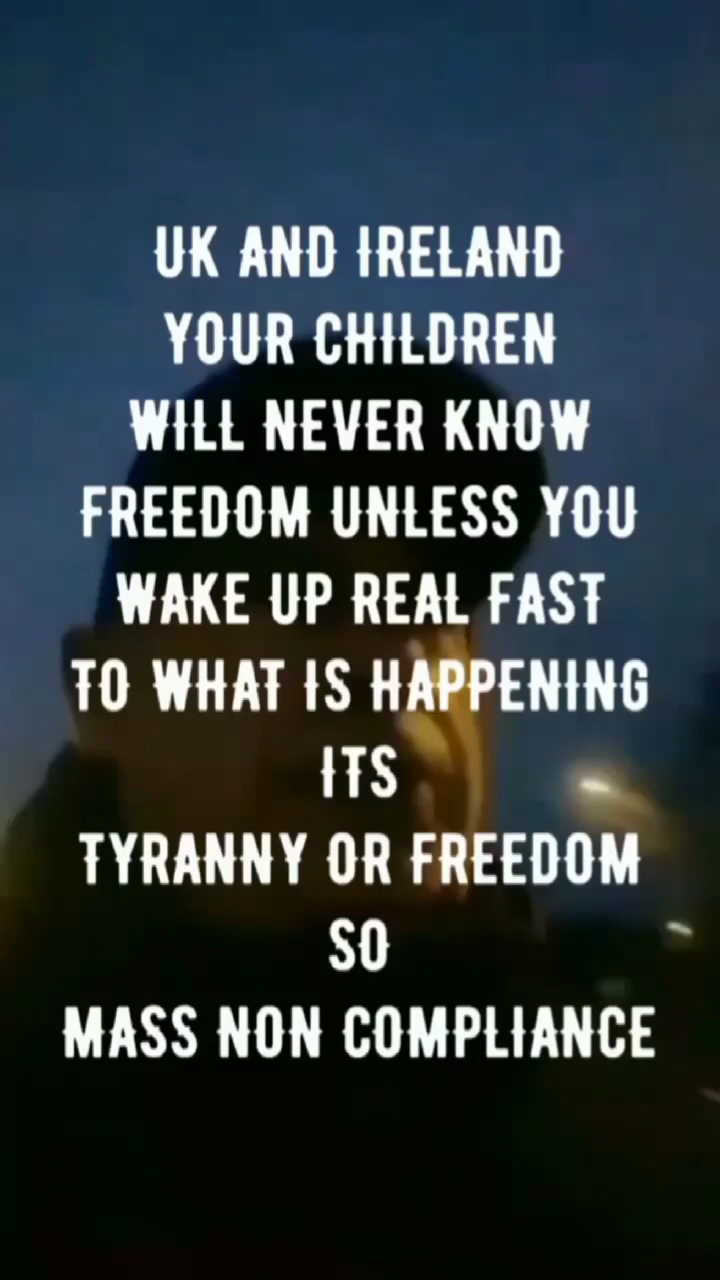 UK AND IRELAND
YOUR CHILDREN
WILL NEVER KNOW
FREEDOM UNLESS YOU
WAKE UP REAL FAST
TO WHAT IS HAPPENING
ITS
TYRANNY OR FREEDOM
SO
MASS NON COMPLIANCE